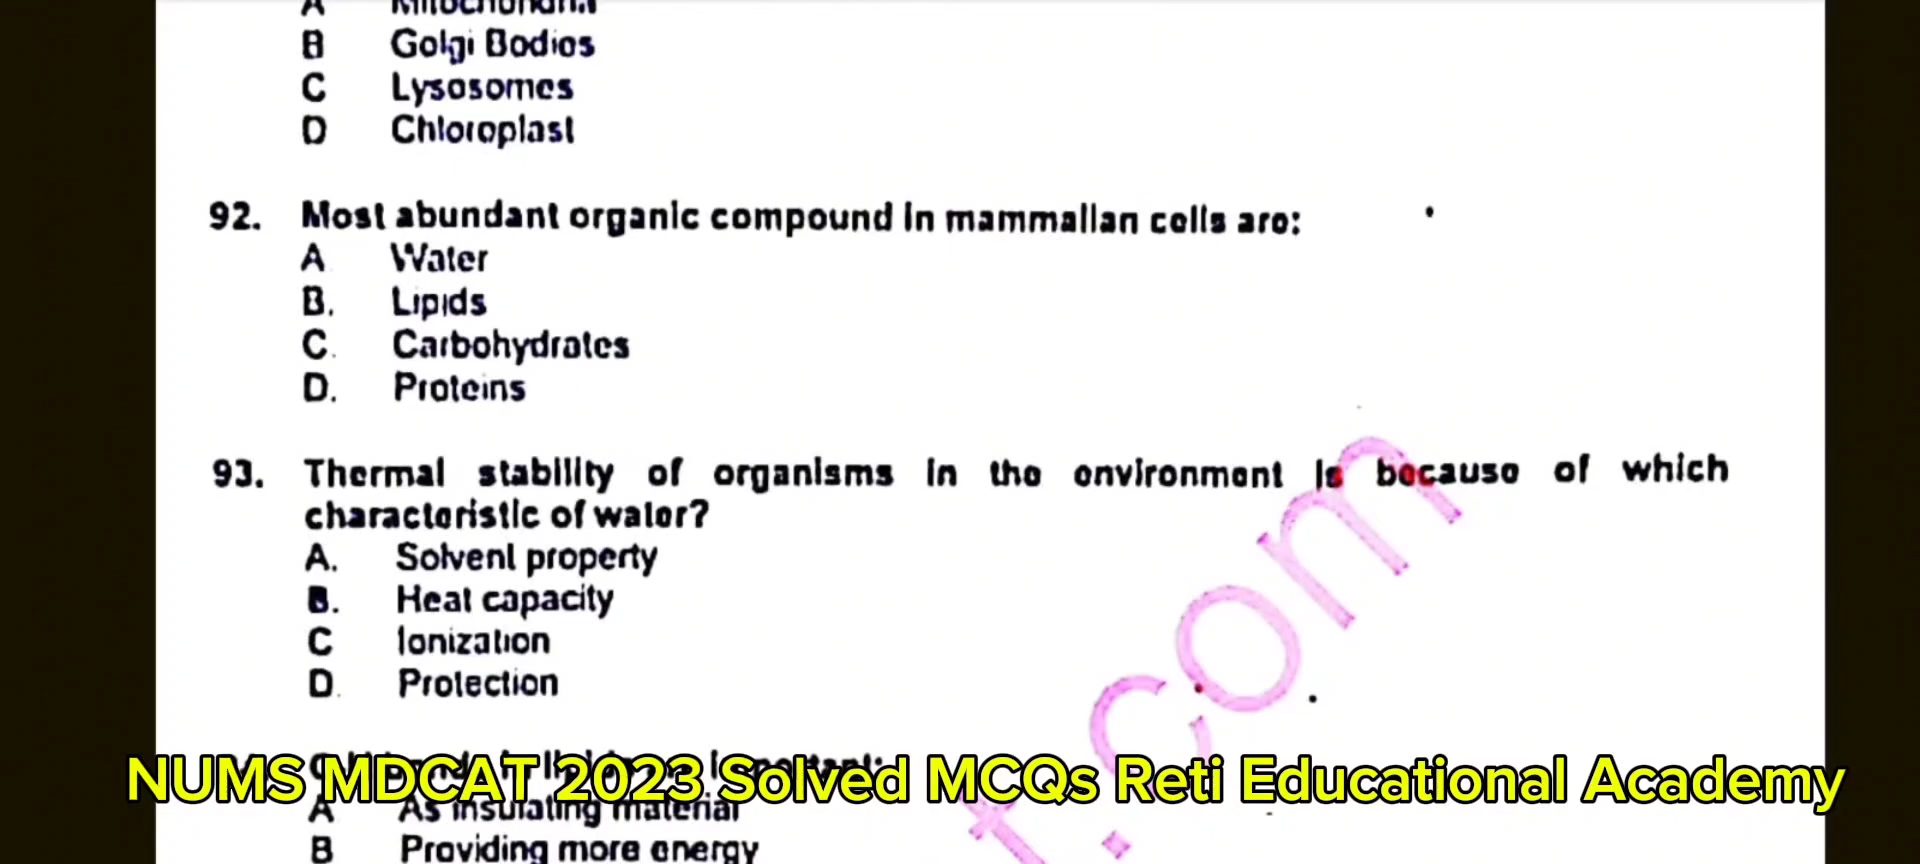 A Mitochondria
B Golgi Bodies
C Lysosomes
D Chloroplast
92. Most abundant organic compound in mammalian cells are:
A Water
B. Lipids
C. Carbohydrates
D. Proteins
93. Thermal stability of organisms in the environment is because of which
characteristic of water?
A. Solvent property
B. Heat capacity
C Ionization
D. Protection
NUMS MDCAT 2023 Solved MCQs Reti Educational Academy
A As insulating material
B Providing more energy
t.com